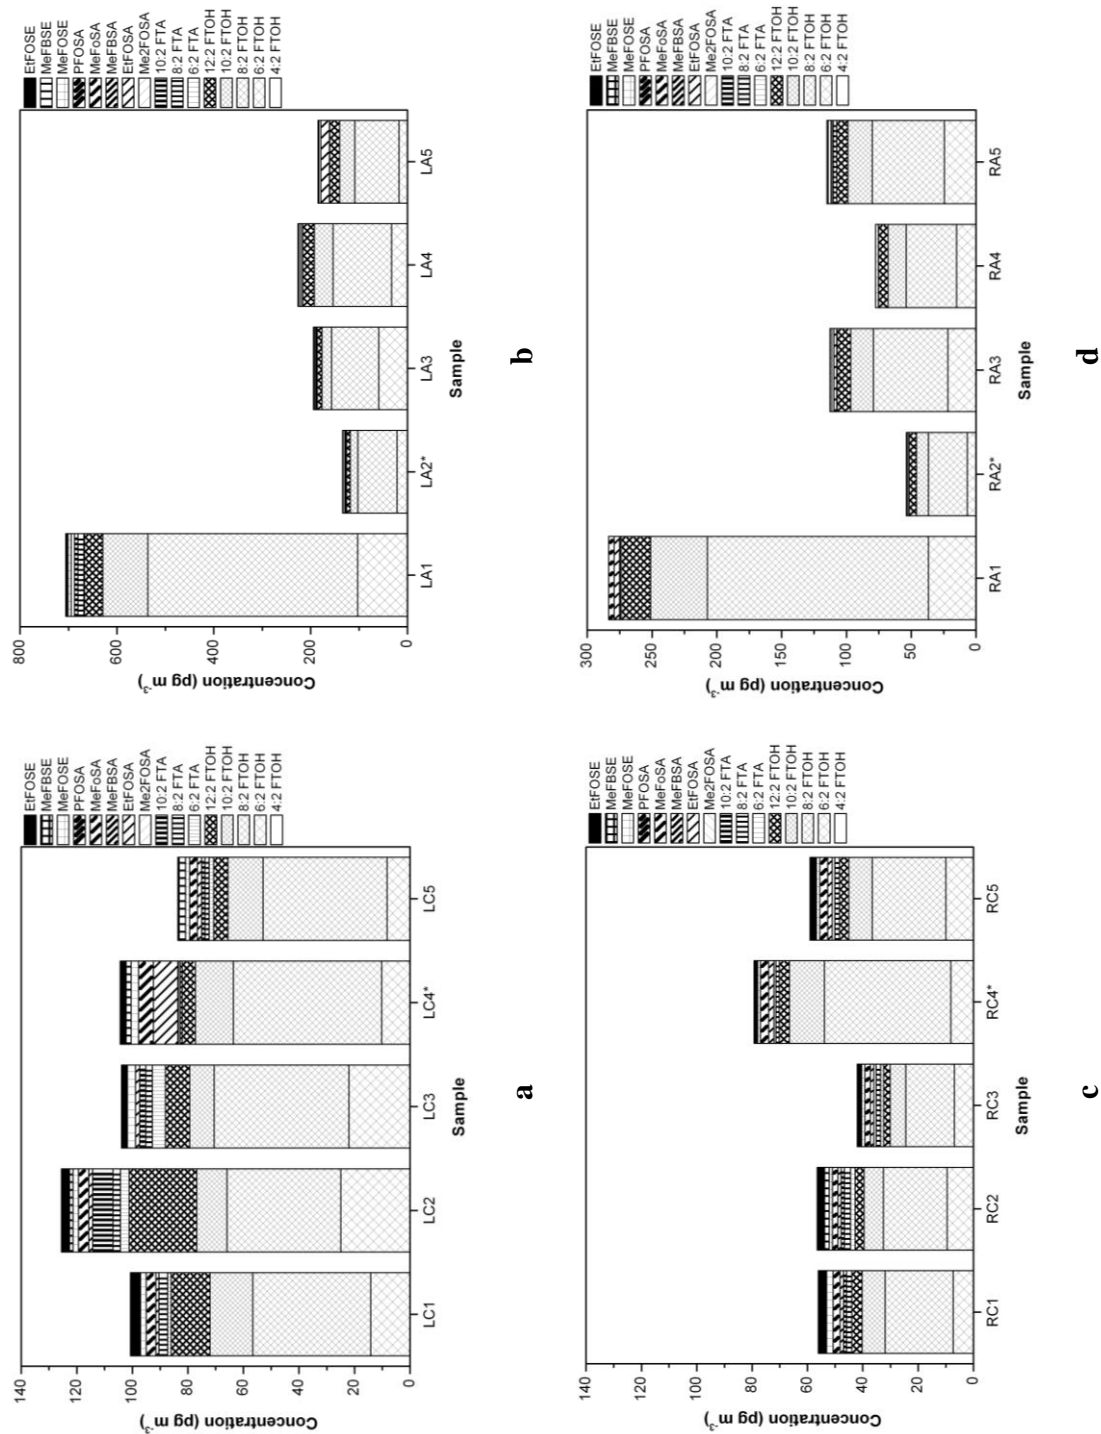 Concentration (pg m⁻³)
140
120
100
80
60
40
20
0
LC1
LC2
LC3
LC4*
LC5
Sample
EtFOSE
MeFBSE
MeFOSE
PFOSA
MeFoSA
MeFBSA
EtFOSA
Me2FOSA
10:2 FTA
8:2 FTA
6:2 FTA
12:2 FTOH
10:2 FTOH
8:2 FTOH
6:2 FTOH
4:2 FTOH
a
Concentration (pg m⁻³)
800
600
400
200
0
LA1
LA2*
LA3
LA4
LA5
Sample
EtFOSE
MeFBSE
MeFOSE
PFOSA
MeFoSA
MeFBSA
EtFOSA
Me2FOSA
10:2 FTA
8:2 FTA
6:2 FTA
12:2 FTOH
10:2 FTOH
8:2 FTOH
6:2 FTOH
4:2 FTOH
b
Concentration (pg m⁻³)
140
120
100
80
60
40
20
0
RC1
RC2
RC3
RC4*
RC5
Sample
EtFOSE
MeFBSE
MeFOSE
PFOSA
MeFoSA
MeFBSA
EtFOSA
Me2FOSA
10:2 FTA
8:2 FTA
6:2 FTA
12:2 FTOH
10:2 FTOH
8:2 FTOH
6:2 FTOH
4:2 FTOH
c
Concentration (pg m⁻³)
300
250
200
150
100
50
0
RA1
RA2*
RA3
RA4
RA5
Sample
EtFOSE
MeFBSE
MeFOSE
PFOSA
MeFoSA
MeFBSA
EtFOSA
Me2FOSA
10:2 FTA
8:2 FTA
6:2 FTA
12:2 FTOH
10:2 FTOH
8:2 FTOH
6:2 FTOH
4:2 FTOH
d